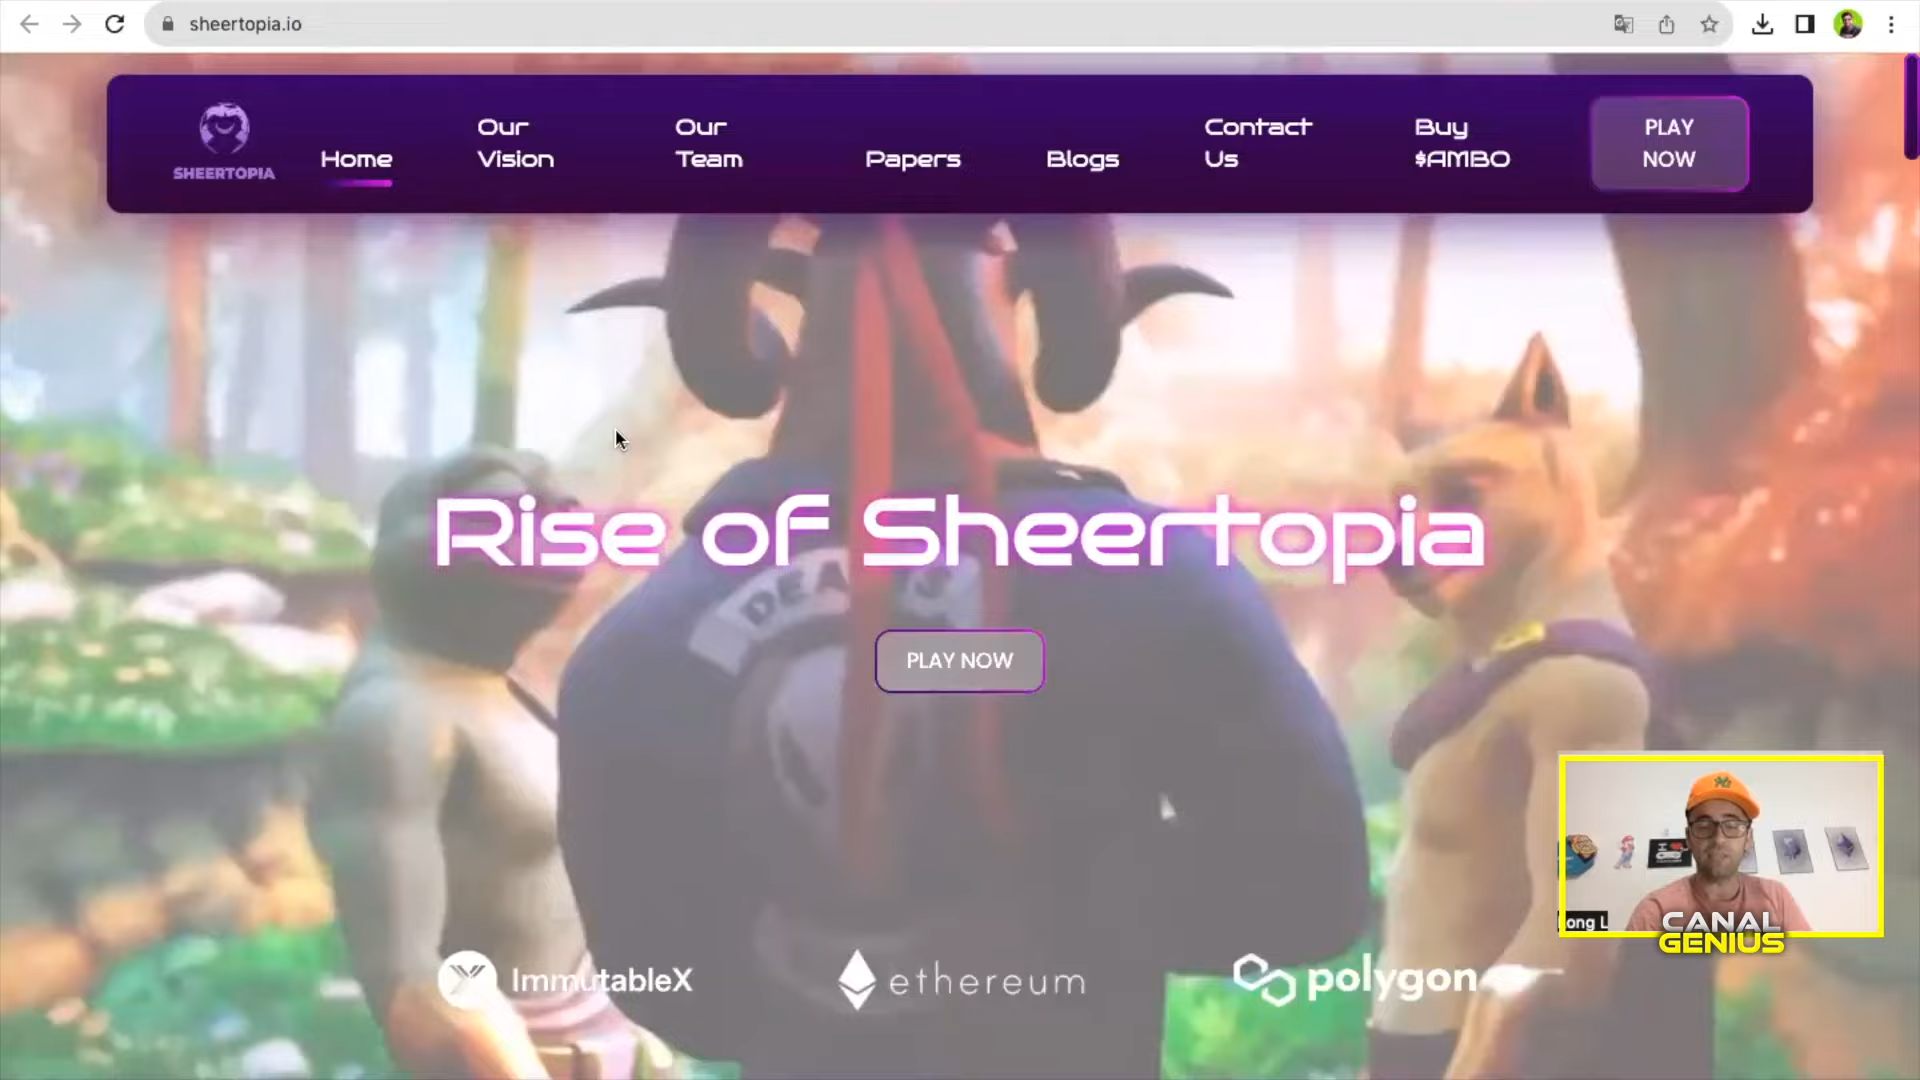 sheertopia.io
SHEERTOPIA
Home
Our
Vision
Our
Team
Papers
Blogs
Contact
Us
Buy
$AMBO
PLAY
NOW
Rise of Sheertopia
PLAY NOW
ImmutableX
ethereum
polygon
CANAL
GENIUS